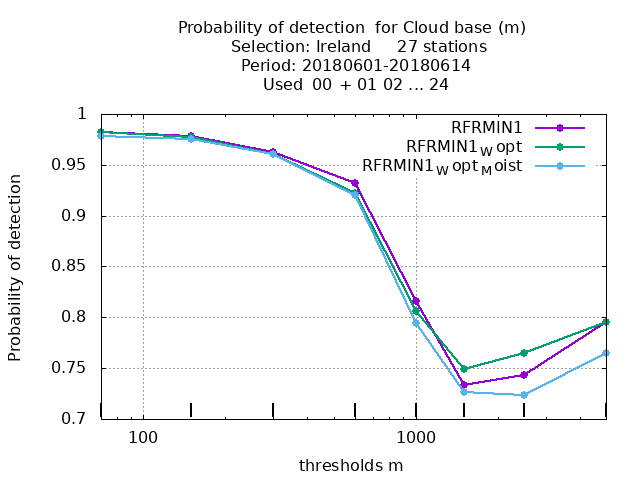 Probability of detection  for Cloud base (m)
Selection: Ireland     27 stations
Period: 20180601-20180614
Used  00  + 01 02 ... 24
1
0.95
0.9
0.85
0.8
0.75
0.7
Probability of detection
RFRMIN1
RFRMIN1Wopt
RFRMIN1WoptMoist
100
1000
thresholds m